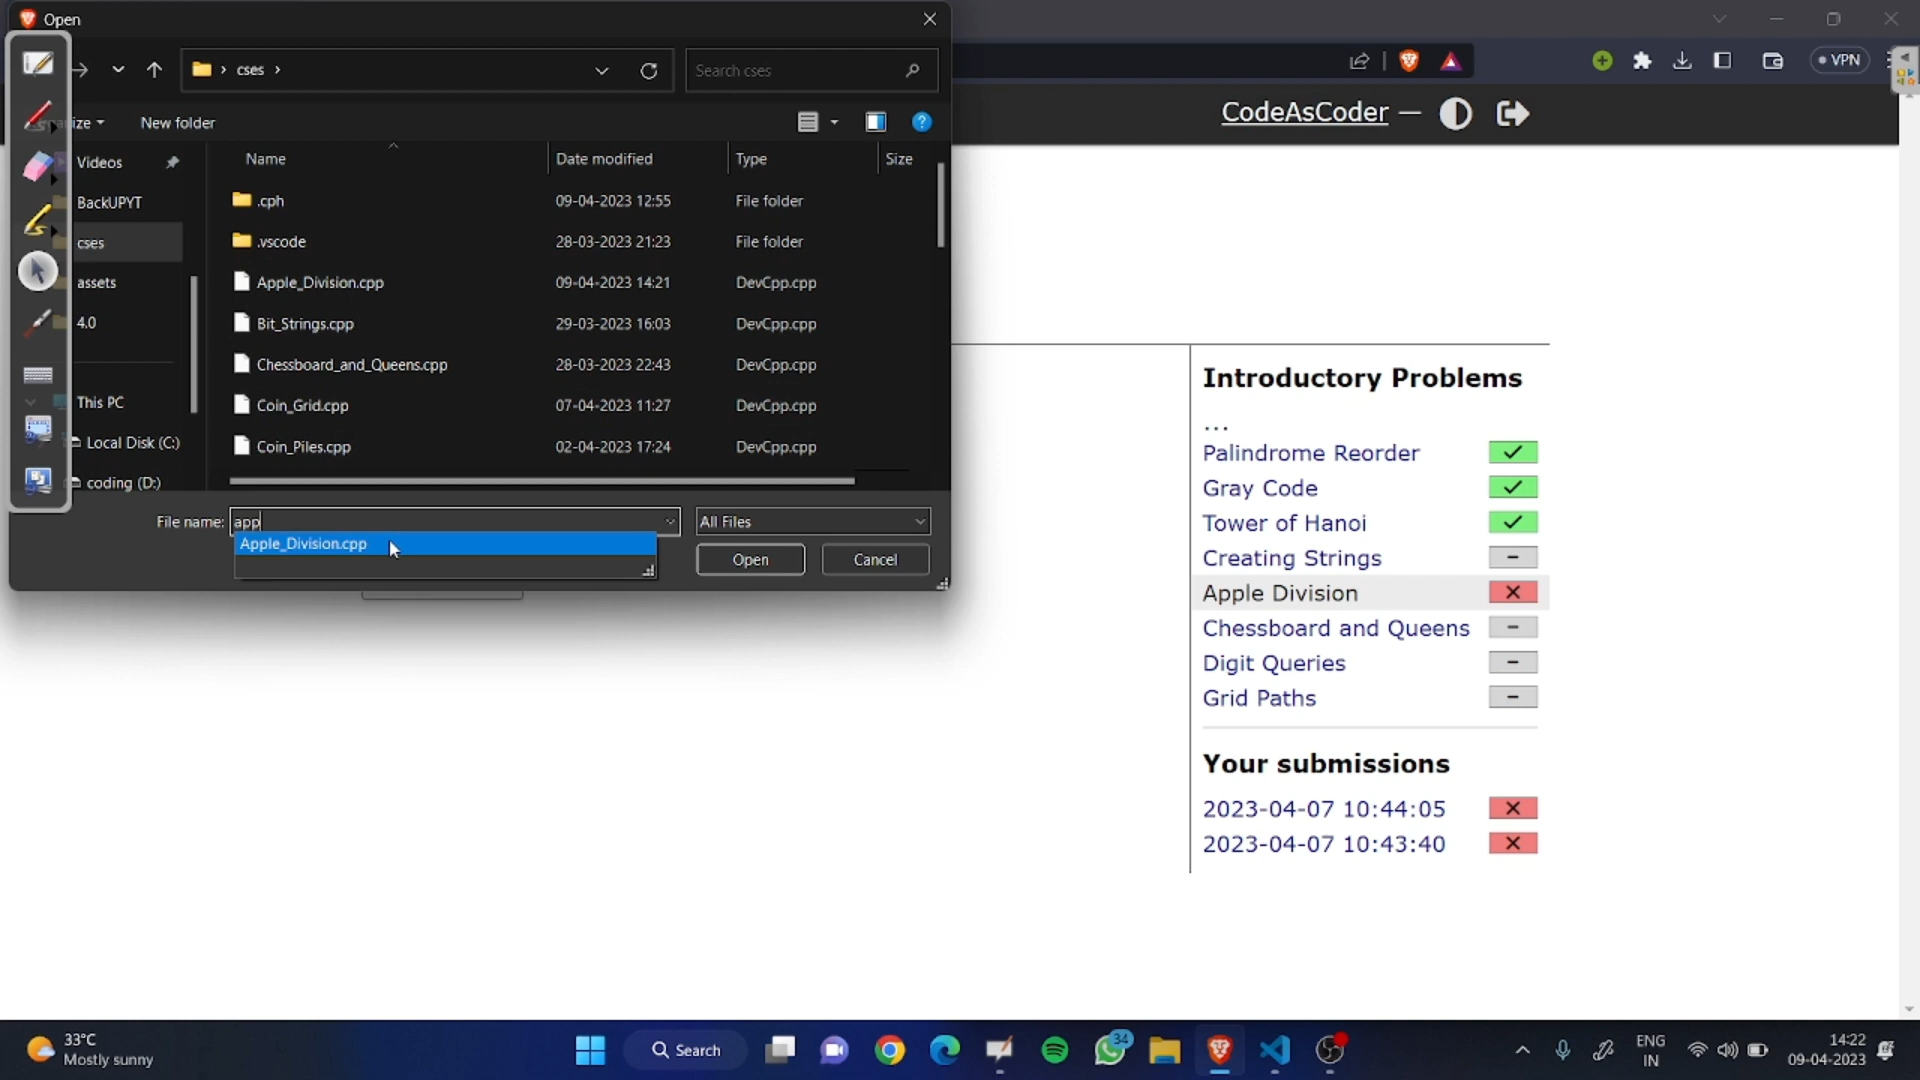 Open
cses
Search cses
ize
New folder
Name
Date modified
Type
Size
Videos
BackUPYT
cses
assets
4.0
This PC
Local Disk (C:)
coding (D:)
.cph 09-04-2023 12:55 File folder
.vscode 28-03-2023 21:23 File folder
Apple_Division.cpp 09-04-2023 14:21 DevCpp.cpp
Bit_Strings.cpp 29-03-2023 16:03 DevCpp.cpp
Chessboard_and_Queens.cpp 28-03-2023 22:43 DevCpp.cpp
Coin_Grid.cpp 07-04-2023 11:27 DevCpp.cpp
Coin_Piles.cpp 02-04-2023 17:24 DevCpp.cpp
File name: app
All Files
Apple_Division.cpp
Open
Cancel
VPN
CodeAsCoder —
Introductory Problems
...
Palindrome Reorder
Gray Code
Tower of Hanoi
Creating Strings
Apple Division
Chessboard and Queens
Digit Queries
Grid Paths
Your submissions
2023-04-07 10:44:05
2023-04-07 10:43:40
33°C
Mostly sunny
Search
34
ENG
IN
14:22
09-04-2023